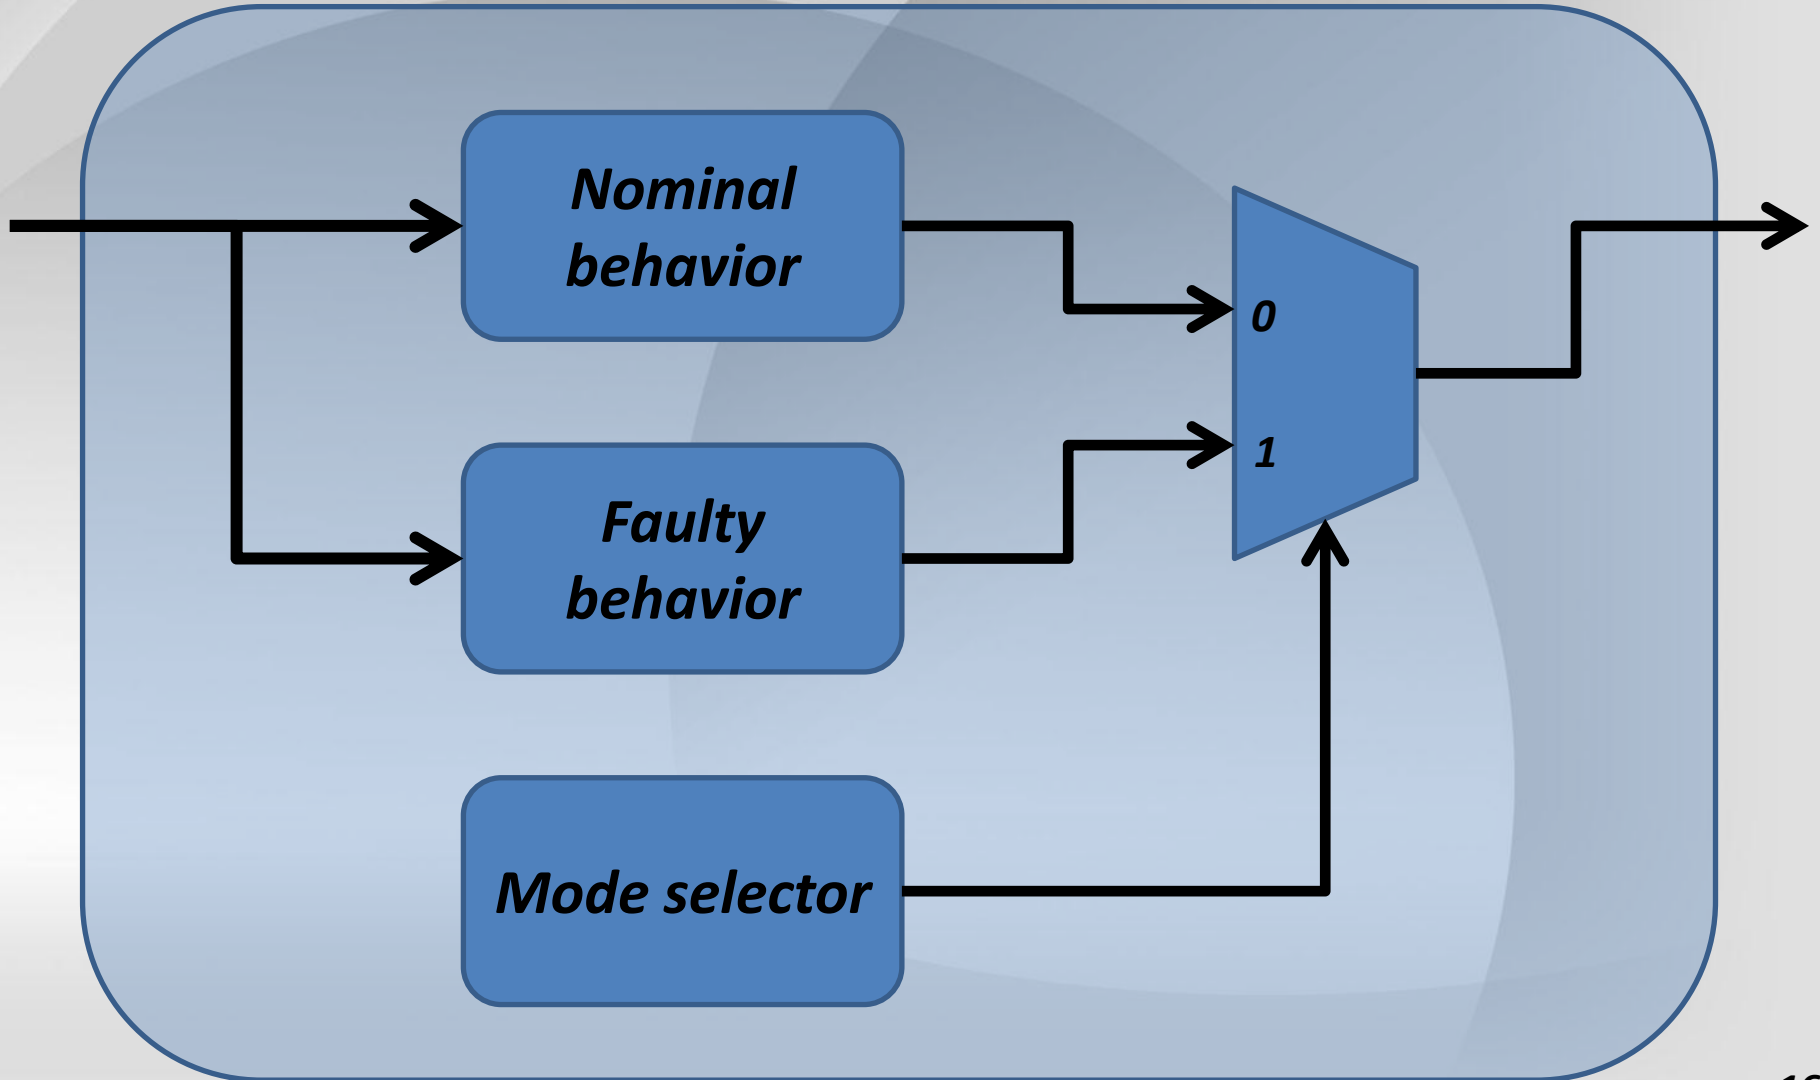 Nominal
behavior
0
1
Faulty
behavior
Mode selector